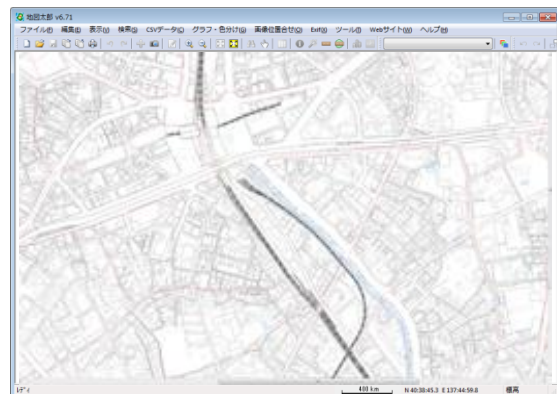 地図太郎 v6.71
ファイル(F) 編集(E) 表示(V) 検索(S) CSVデータ(C) グラフ・色分け(G) 画像位置合せ(O) Exif(I) ツール(T) Webサイト(W) ヘルプ(H)
ﾚﾃﾞｨ 400 km N 40:38:45.3 E 137:44:59.8 標高